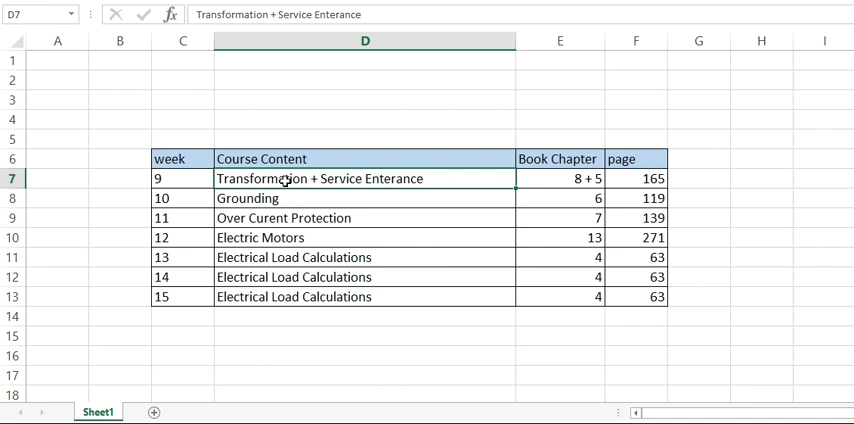 D7 fx Transformation + Service Enterance
A B C D E F G H I
1
2
3
4
5
6 week Course Content Book Chapter page
7 9 Transformation + Service Enterance 8 + 5 165
8 10 Grounding 6 119
9 11 Over Curent Protection 7 139
10 12 Electric Motors 13 271
11 13 Electrical Load Calculations 4 63
12 14 Electrical Load Calculations 4 63
13 15 Electrical Load Calculations 4 63
14
15
16
17
18
Sheet1